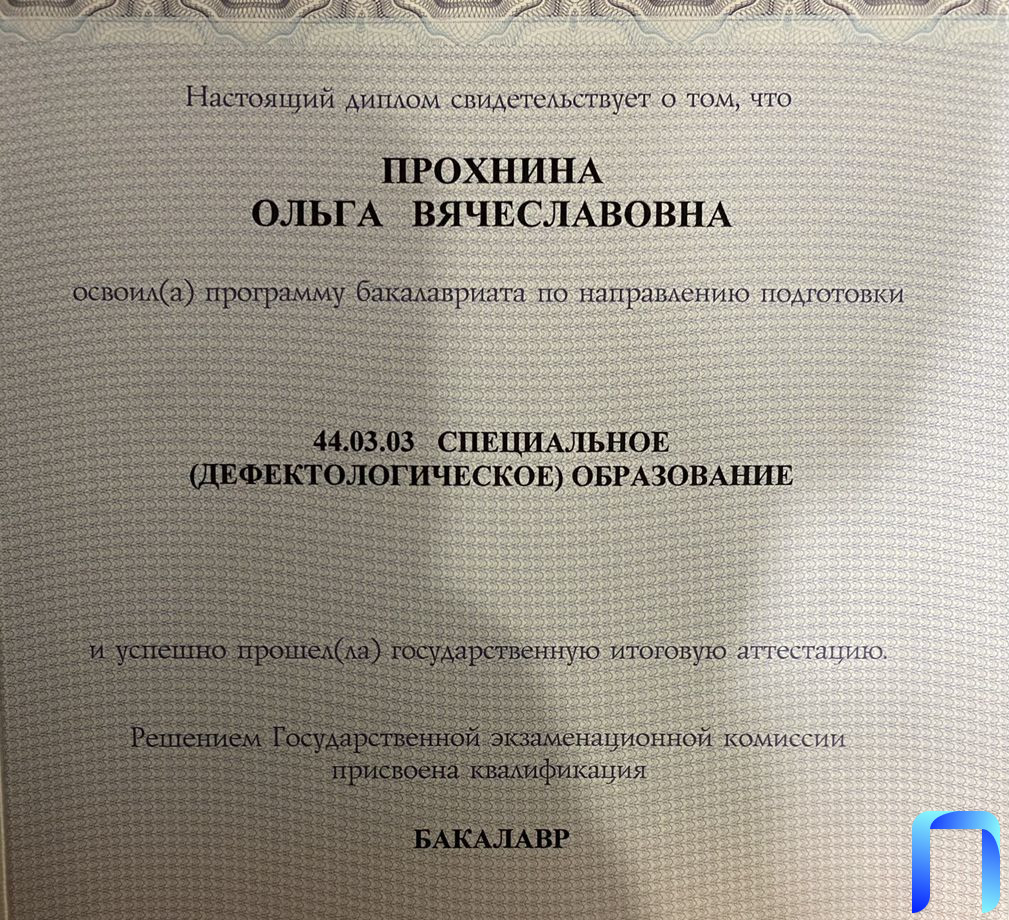 Настоящий диплом свидетельствует о том, что
ПРОХНИНА
ОЛЬГА ВЯЧЕСЛАВОВНА
освоил(а) программу бакалавриата по направлению подготовки
44.03.03 СПЕЦИАЛЬНОЕ
(ДЕФЕКТОЛОГИЧЕСКОЕ) ОБРАЗОВАНИЕ
и успешно прошел(ла) государственную итоговую аттестацию.
Решением Государственной экзаменационной комиссии
присвоена квалификация
БАКАЛАВР